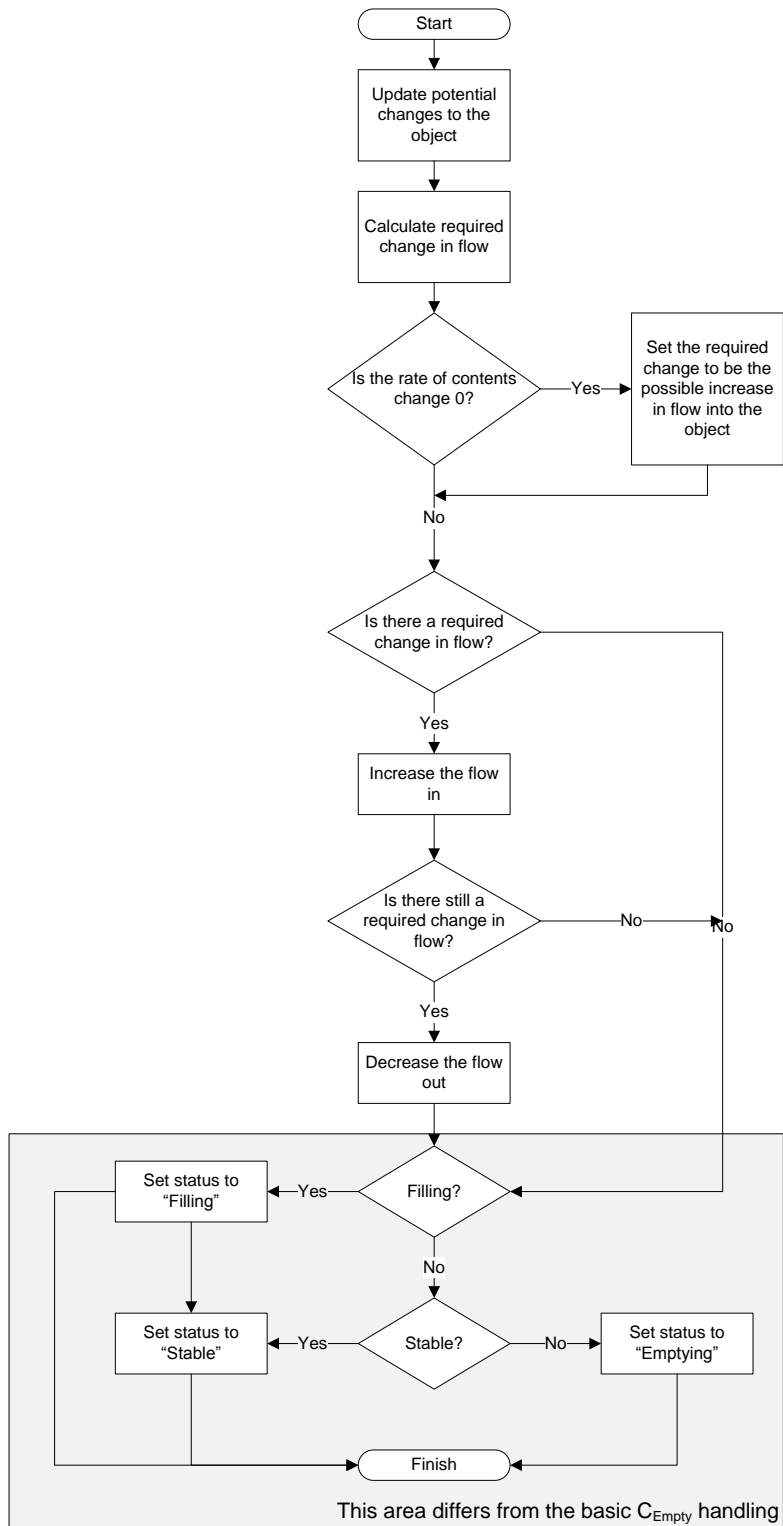 Start
Update potential
changes to the
object
Calculate required
change in flow
Is the rate of contents
change 0?
Yes
Set the required
change to be the
possible increase
in flow into the
object
No
Is there a required
change in flow?
Yes
Increase the flow
in
Is there still a
required change in
flow?
No
No
Yes
Decrease the flow
out
Set status to
“Filling”
Yes
Filling?
No
Set status to
“Stable”
Yes
Stable?
No
Set status to
“Emptying”
Finish
This area differs from the basic CEmpty handling